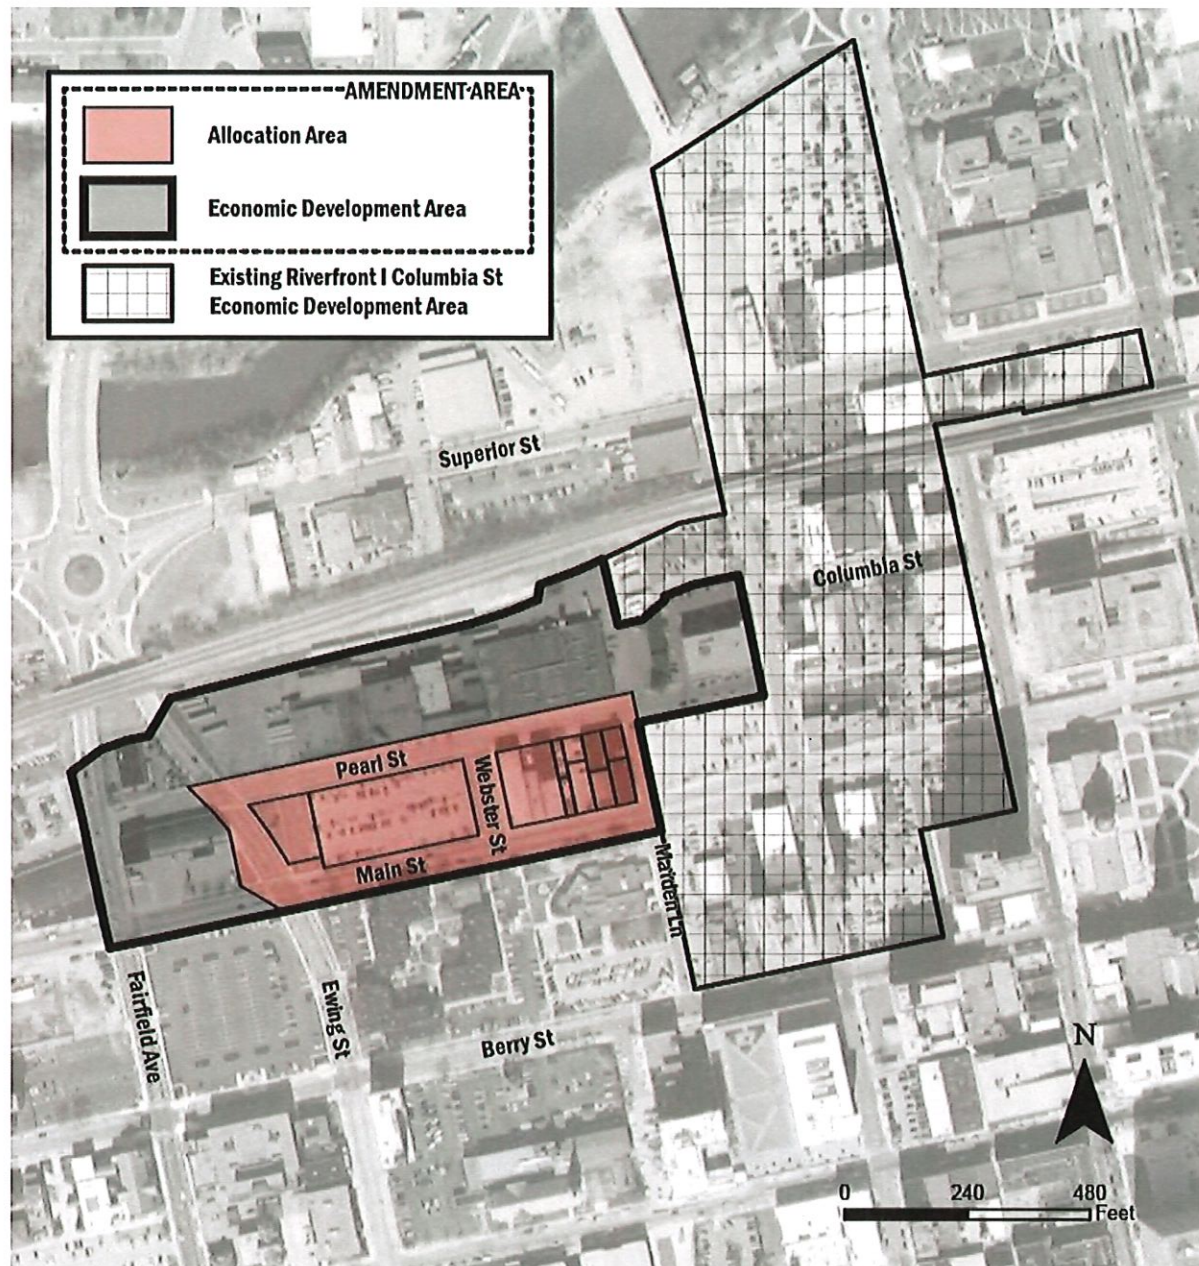 AMENDMENT AREA
Allocation Area
Economic Development Area
Existing Riverfront | Columbia St
Economic Development Area
Superior St
Columbia St
Pearl St
Webster St
Main St
Maiden Ln
Fairfield Ave
Ewing St
Berry St
N
0 240 480
Feet